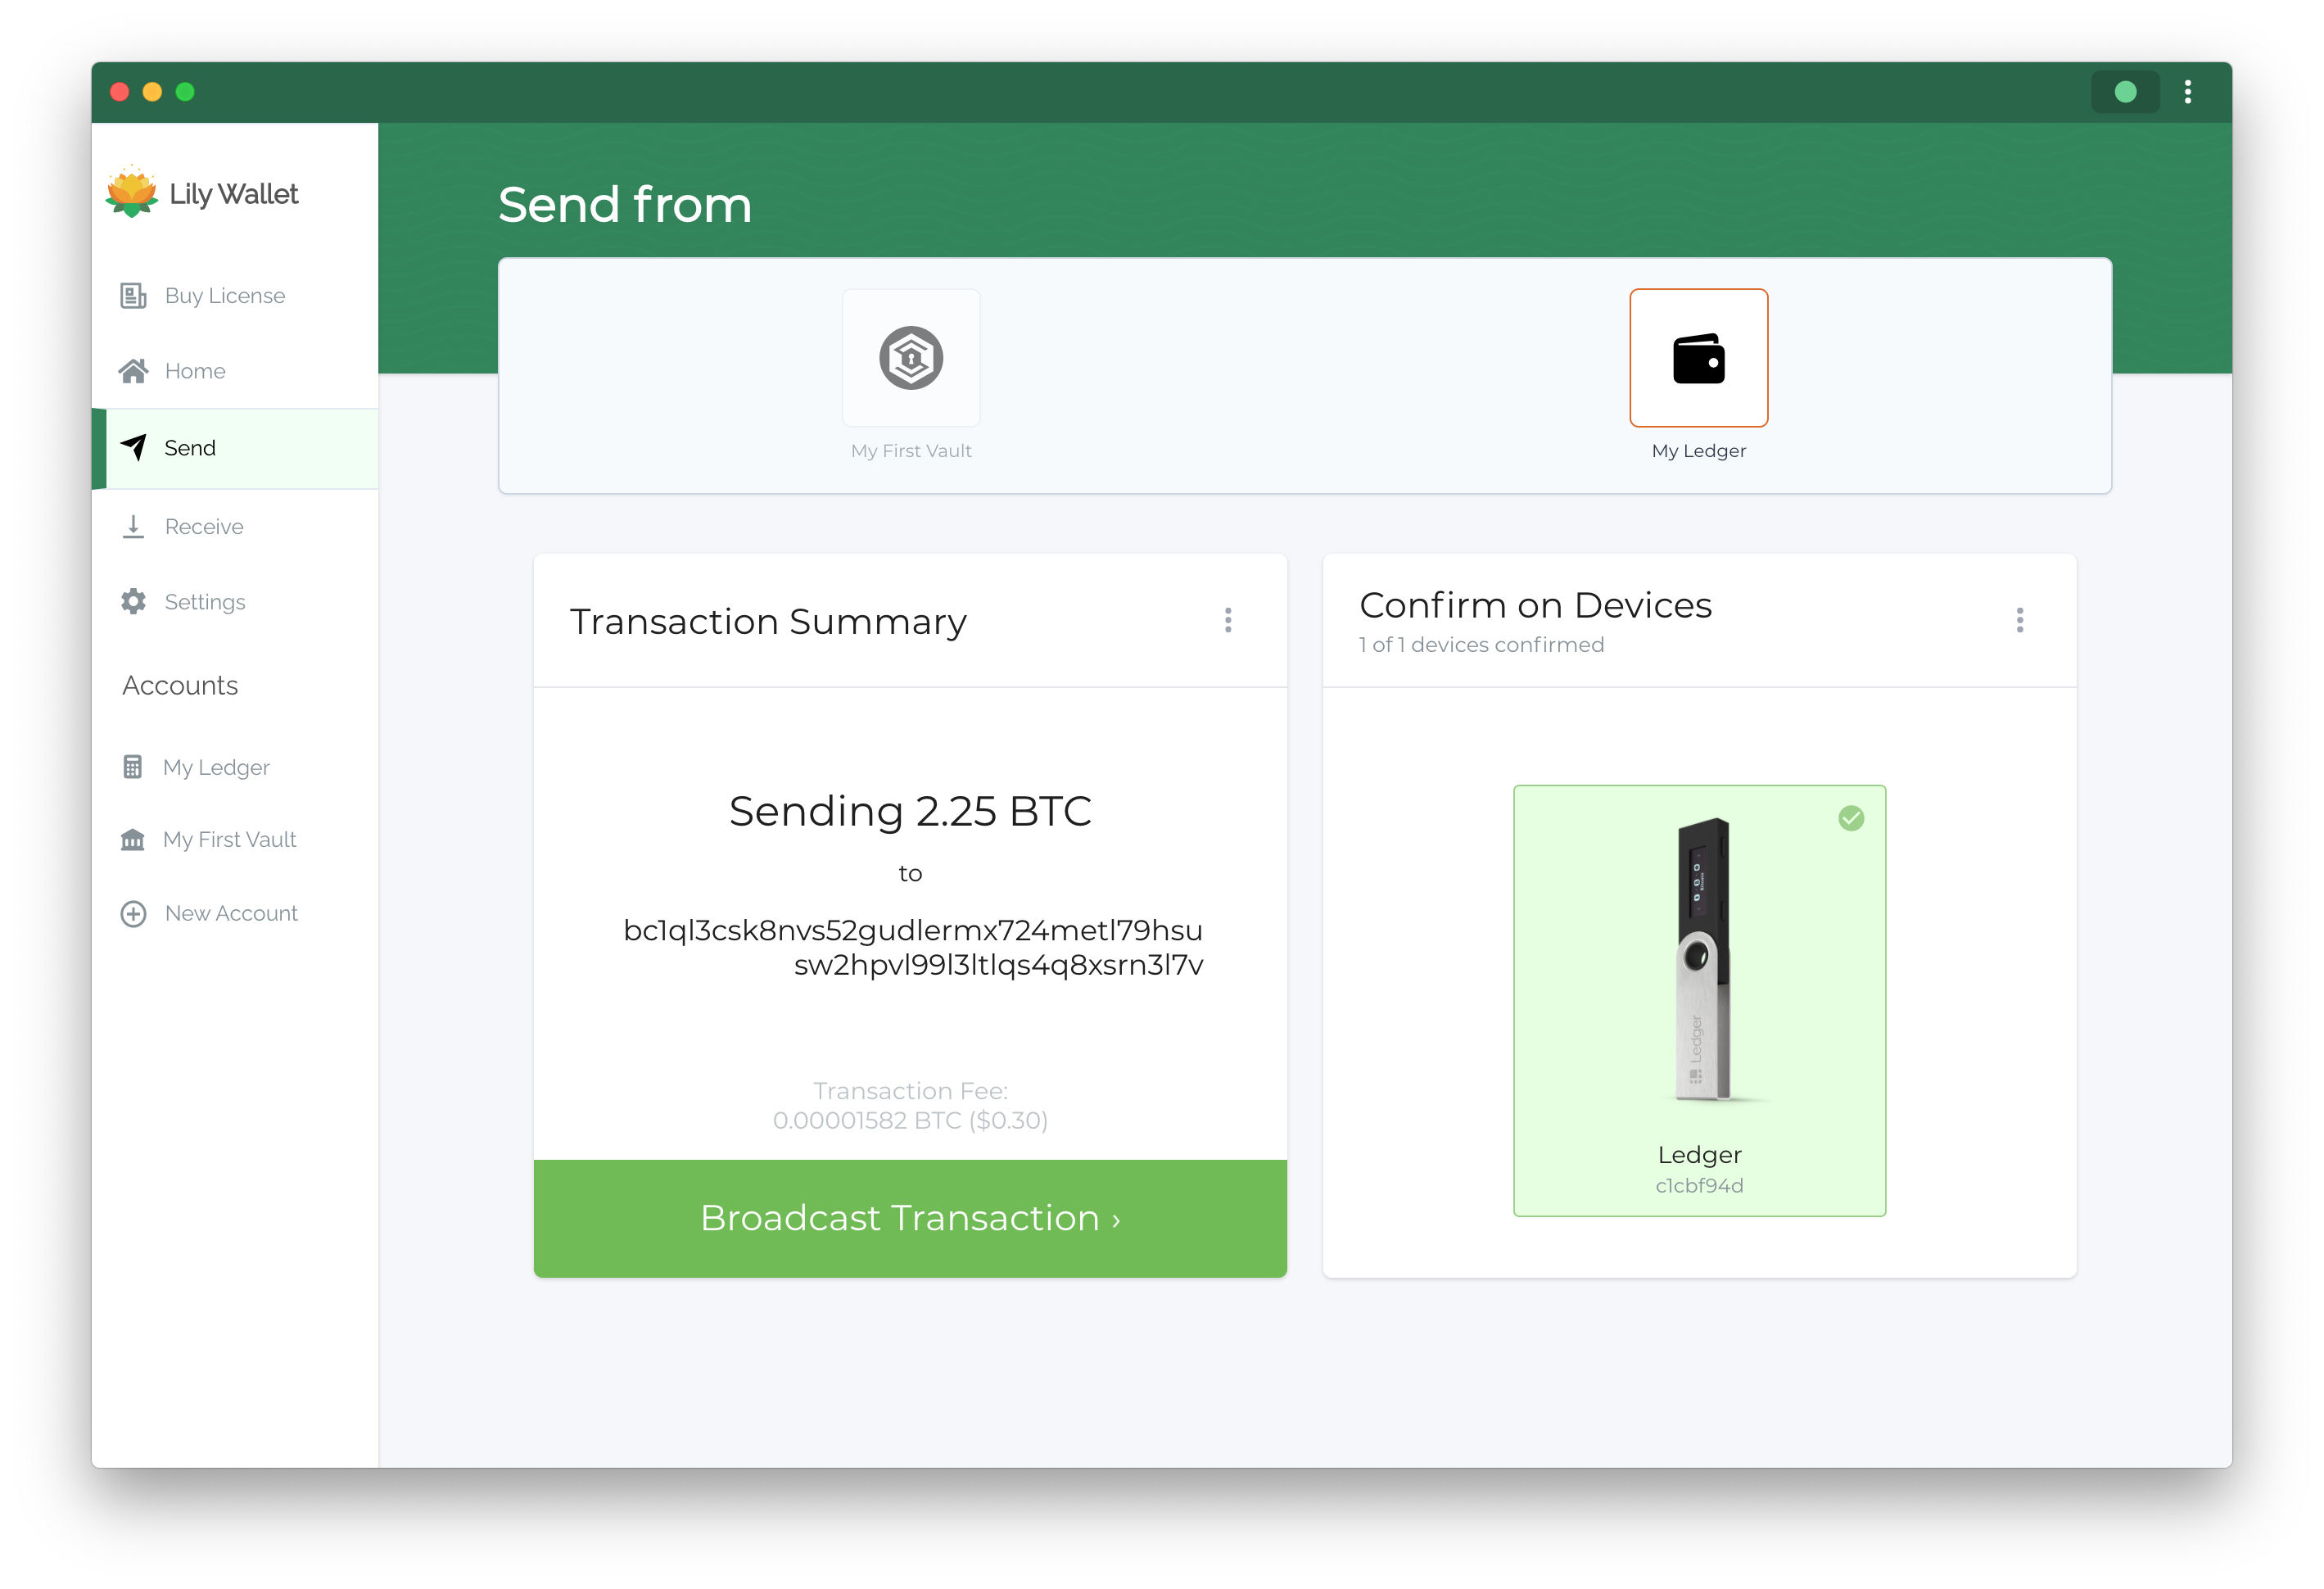 Lily Wallet
Buy License
Home
Send
Receive
Settings
Accounts
My Ledger
My First Vault
New Account
Send from
My First Vault
My Ledger
Transaction Summary
Sending 2.25 BTC
to
bc1ql3csk8nvs52gudlermx724metl79hsu
sw2hpvl99l3ltlqs4q8xsrn3l7v
Transaction Fee:
0.00001582 BTC ($0.30)
Broadcast Transaction ›
Confirm on Devices
1 of 1 devices confirmed
Ledger
Ledger
c1cbf94d